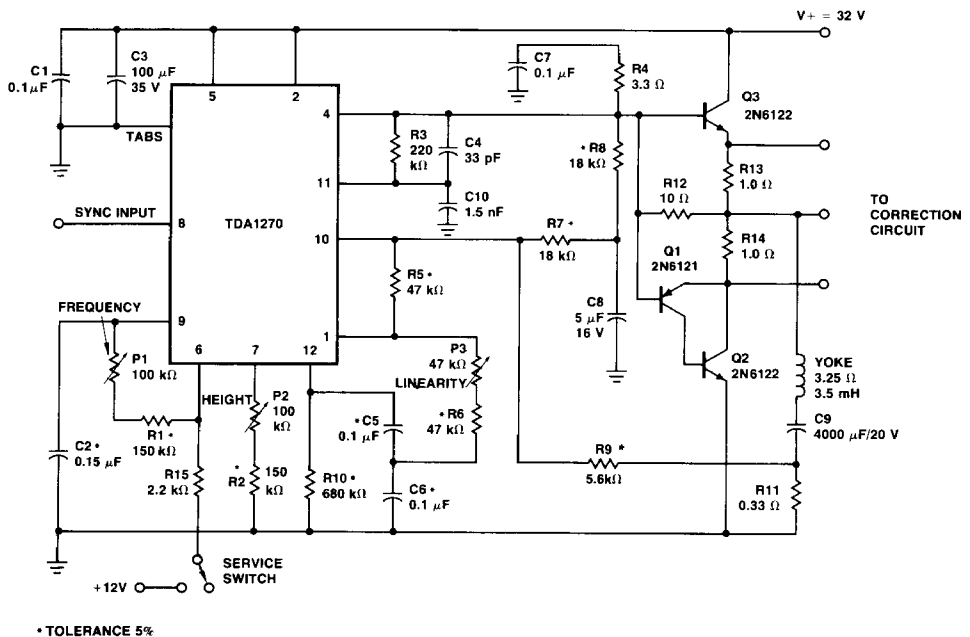 V+ = 32 V
C1
0.1μF
C3
100 μF
35 V
5
2
C7
0.1 μF
R4
3.3 Ω
Q3
2N6122
TABS
4
R3
220
kΩ
C4
33 pF
* R8
18 kΩ
R13
1.0 Ω
11
C10
1.5 nF
R12
10 Ω
TO
CORRECTION
CIRCUIT
SYNC INPUT
8
TDA1270
10
R7 *
18 kΩ
R14
1.0 Ω
Q1
2N6121
R5 *
47 kΩ
FREQUENCY
9
1
C8
5 μF
16 V
P1
100 kΩ
6
7
12
P3
47 kΩ
LINEARITY
Q2
2N6122
YOKE
3.25 Ω
3.5 mH
HEIGHT
P2
100
kΩ
* C5
0.1 μF
* R6
47 kΩ
C9
4000 μF/20 V
R1 *
150 kΩ
C2 *
0.15 μF
R15
2.2 kΩ
*
R2
150
kΩ
R10 *
680 kΩ
C6 *
0.1 μF
R9 *
5.6kΩ
R11
0.33 Ω
SERVICE
SWITCH
+12V
• TOLERANCE 5%